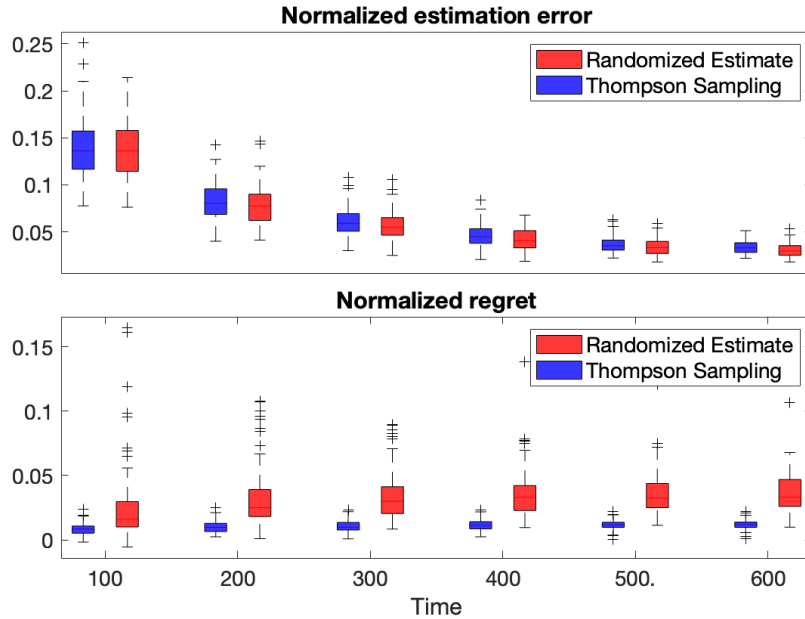 Normalized estimation error
0.25
0.2
0.15
0.1
0.05
Randomized Estimate
Thompson Sampling
Normalized regret
0.15
0.1
0.05
0
Randomized Estimate
Thompson Sampling
100 200 300 400 500. 600
Time